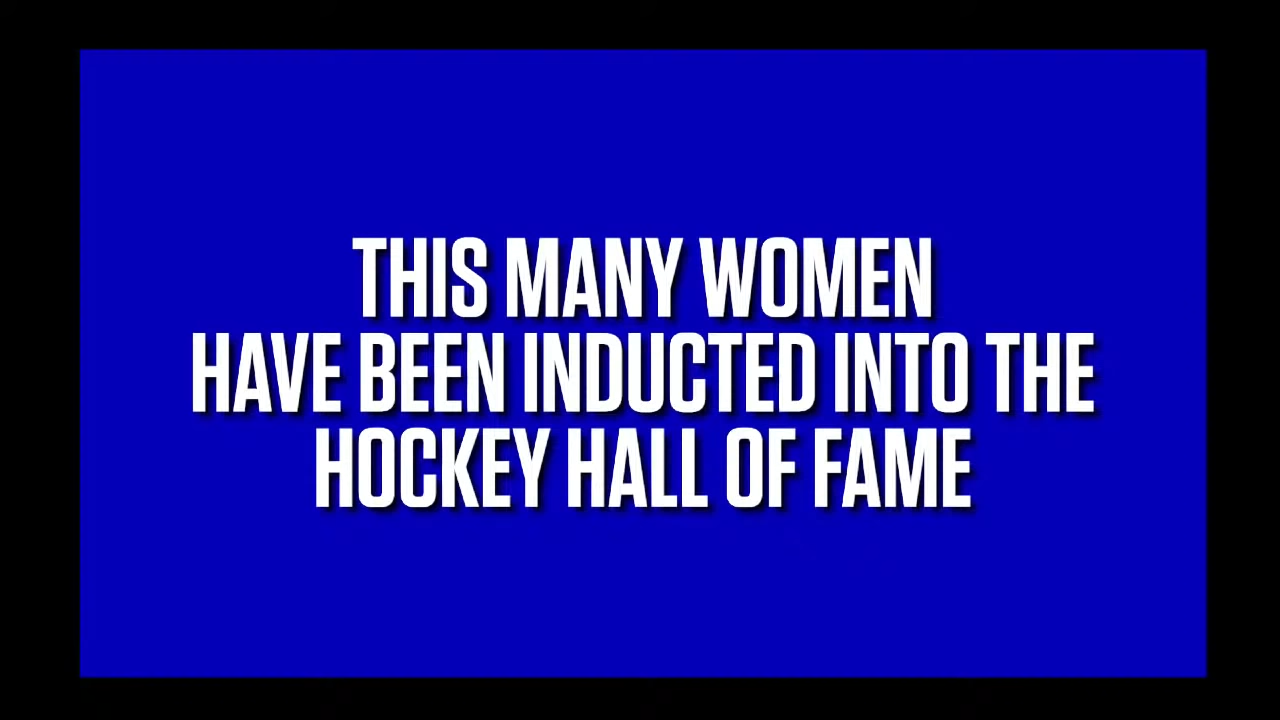 THIS MANY WOMEN
HAVE BEEN INDUCTED INTO THE
HOCKEY HALL OF FAME